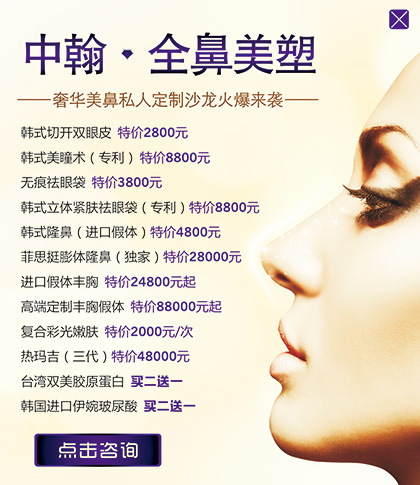 中翰·全鼻美塑
奢华美鼻私人定制沙龙火爆来袭
韩式切开双眼皮 特价2800元
韩式美瞳术（专利）特价8800元
无痕祛眼袋 特价3800元
韩式立体紧肤祛眼袋（专利）特价8800元
韩式隆鼻（进口假体）特价4800元
菲思挺膨体隆鼻（独家）特价28000元
进口假体丰胸 特价24800元起
高端定制丰胸假体 特价88000元起
复合彩光嫩肤 特价2000元/次
热玛吉（三代）特价48000元
台湾双美胶原蛋白 买二送一
韩国进口伊婉玻尿酸 买二送一
点击咨询